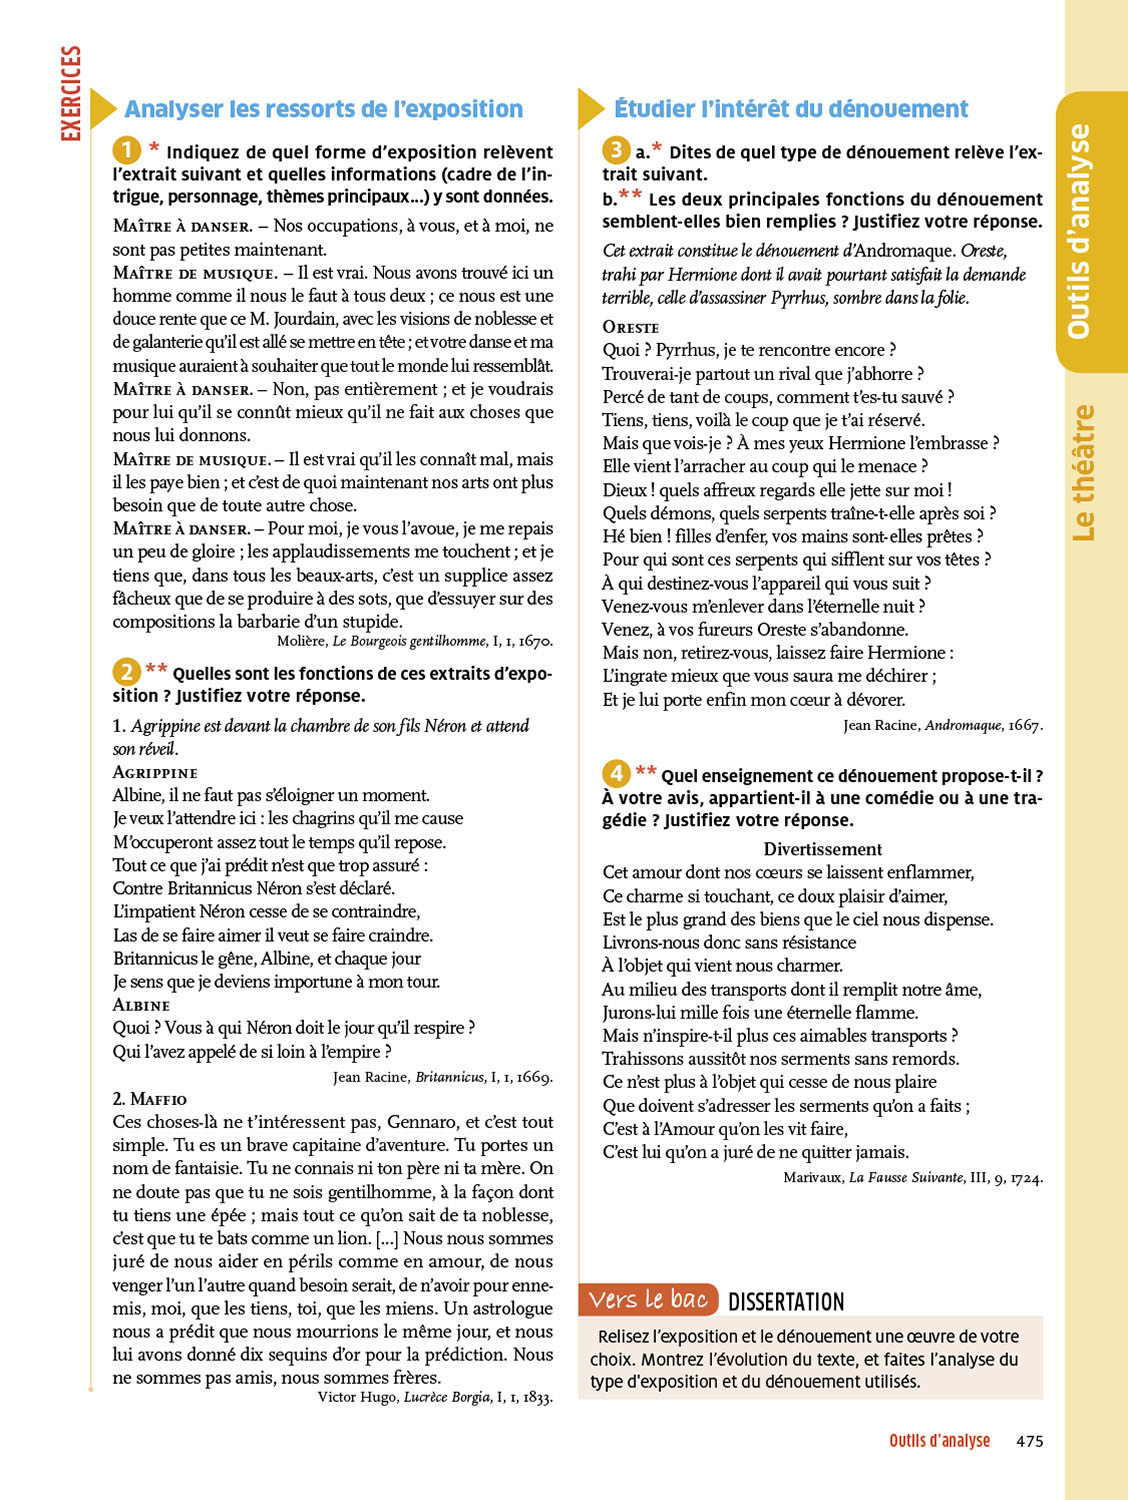 EXERCICES
Analyser les ressorts de l'exposition
1 * Indiquez de quel forme d'exposition relèvent
l'extrait suivant et quelles informations (cadre de l'in-
trigue, personnage, thèmes principaux...) y sont données.
MAÎTRE À DANSER. – Nos occupations, à vous, et à moi, ne
sont pas petites maintenant.
MAÎTRE DE MUSIQUE. – Il est vrai. Nous avons trouvé ici un
homme comme il nous le faut à tous deux ; ce nous est une
douce rente que ce M. Jourdain, avec les visions de noblesse et
de galanterie qu'il est allé se mettre en tête ; et votre danse et ma
musique auraient à souhaiter que tout le monde lui ressemblât.
MAÎTRE À DANSER. – Non, pas entièrement ; et je voudrais
pour lui qu'il se connût mieux qu'il ne fait aux choses que
nous lui donnons.
MAÎTRE DE MUSIQUE. – Il est vrai qu'il les connaît mal, mais
il les paye bien ; et c'est de quoi maintenant nos arts ont plus
besoin que de toute autre chose.
MAÎTRE À DANSER. – Pour moi, je vous l'avoue, je me repais
un peu de gloire ; les applaudissements me touchent ; et je
tiens que, dans tous les beaux-arts, c'est un supplice assez
fâcheux que de se produire à des sots, que d'essuyer sur des
compositions la barbarie d'un stupide.
Molière, Le Bourgeois gentilhomme, I, 1, 1670.
2 ** Quelles sont les fonctions de ces extraits d'expo-
sition ? Justifiez votre réponse.
1. Agrippine est devant la chambre de son fils Néron et attend
son réveil.
AGRIPPINE
Albine, il ne faut pas s'éloigner un moment.
Je veux l'attendre ici : les chagrins qu'il me cause
M'occuperont assez tout le temps qu'il repose.
Tout ce que j'ai prédit n'est que trop assuré :
Contre Britannicus Néron s'est déclaré.
L'impatient Néron cesse de se contraindre,
Las de se faire aimer il veut se faire craindre.
Britannicus le gêne, Albine, et chaque jour
Je sens que je deviens importune à mon tour.
ALBINE
Quoi ? Vous à qui Néron doit le jour qu'il respire ?
Qui l'avez appelé de si loin à l'empire ?
Jean Racine, Britannicus, I, 1, 1669.
2. MAFFIO
Ces choses-là ne t'intéressent pas, Gennaro, et c'est tout
simple. Tu es un brave capitaine d'aventure. Tu portes un
nom de fantaisie. Tu ne connais ni ton père ni ta mère. On
ne doute pas que tu ne sois gentilhomme, à la façon dont
tu tiens une épée ; mais tout ce qu'on sait de ta noblesse,
c'est que tu te bats comme un lion. [...] Nous nous sommes
juré de nous aider en périls comme en amour, de nous
venger l'un l'autre quand besoin serait, de n'avoir pour enne-
mis, moi, que les tiens, toi, que les miens. Un astrologue
nous a prédit que nous mourrions le même jour, et nous
lui avons donné dix sequins d'or pour la prédiction. Nous
ne sommes pas amis, nous sommes frères.
Victor Hugo, Lucrèce Borgia, I, 1, 1833.
Étudier l'intérêt du dénouement
3 a.* Dites de quel type de dénouement relève l'ex-
trait suivant.
b.** Les deux principales fonctions du dénouement
semblent-elles bien remplies ? Justifiez votre réponse.
Cet extrait constitue le dénouement d'Andromaque. Oreste,
trahi par Hermione dont il avait pourtant satisfait la demande
terrible, celle d'assassiner Pyrrhus, sombre dans la folie.
ORESTE
Quoi ? Pyrrhus, je te rencontre encore ?
Trouverai-je partout un rival que j'abhorre ?
Percé de tant de coups, comment t'es-tu sauvé ?
Tiens, tiens, voilà le coup que je t'ai réservé.
Mais que vois-je ? À mes yeux Hermione l'embrasse ?
Elle vient l'arracher au coup qui le menace ?
Dieux ! quels affreux regards elle jette sur moi !
Quels démons, quels serpents traîne-t-elle après soi ?
Hé bien ! filles d'enfer, vos mains sont-elles prêtes ?
Pour qui sont ces serpents qui sifflent sur vos têtes ?
À qui destinez-vous l'appareil qui vous suit ?
Venez-vous m'enlever dans l'éternelle nuit ?
Venez, à vos fureurs Oreste s'abandonne.
Mais non, retirez-vous, laissez faire Hermione :
L'ingrate mieux que vous saura me déchirer ;
Et je lui porte enfin mon cœur à dévorer.
Jean Racine, Andromaque, 1667.
4 ** Quel enseignement ce dénouement propose-t-il ?
À votre avis, appartient-il à une comédie ou à une tra-
gédie ? Justifiez votre réponse.
Divertissement
Cet amour dont nos cœurs se laissent enflammer,
Ce charme si touchant, ce doux plaisir d'aimer,
Est le plus grand des biens que le ciel nous dispense.
Livrons-nous donc sans résistance
À l'objet qui vient nous charmer.
Au milieu des transports dont il remplit notre âme,
Jurons-lui mille fois une éternelle flamme.
Mais n'inspire-t-il plus ces aimables transports ?
Trahissons aussitôt nos serments sans remords.
Ce n'est plus à l'objet qui cesse de nous plaire
Que doivent s'adresser les serments qu'on a faits ;
C'est à l'Amour qu'on les vit faire,
C'est lui qu'on a juré de ne quitter jamais.
Marivaux, La Fausse Suivante, III, 9, 1724.
Vers le bac DISSERTATION
Relisez l'exposition et le dénouement une œuvre de votre
choix. Montrez l'évolution du texte, et faites l'analyse du
type d'exposition et du dénouement utilisés.
Outils d'analyse
Le théâtre
Outils d'analyse 475